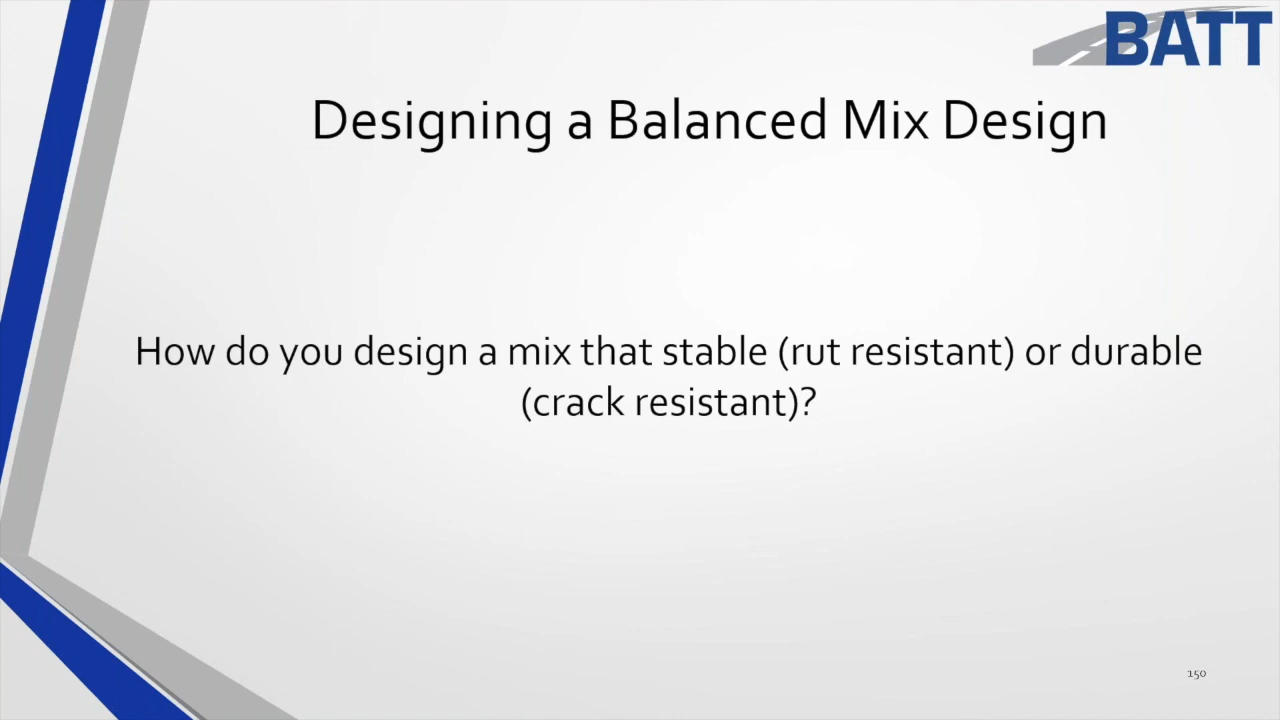 BATT
Designing a Balanced Mix Design
How do you design a mix that stable (rut resistant) or durable
(crack resistant)?
150